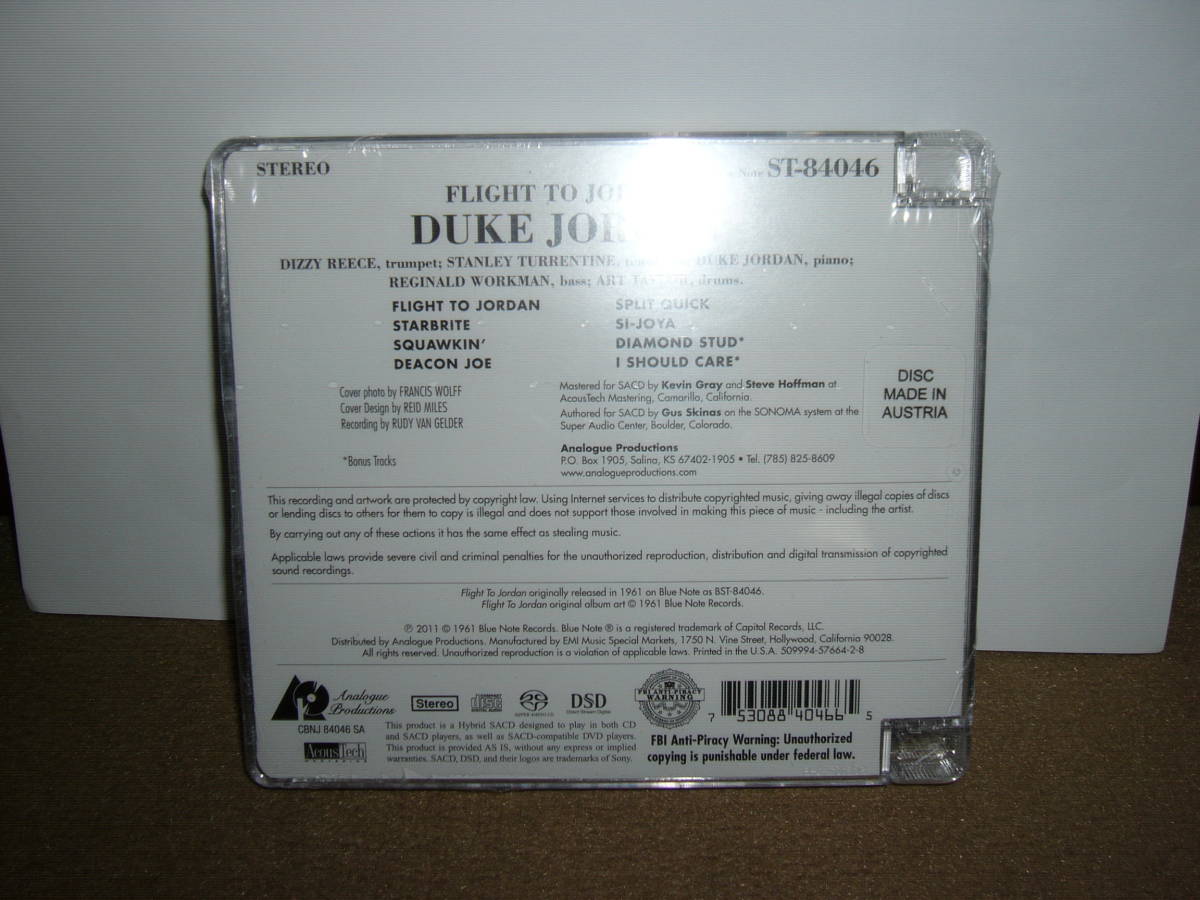 STEREO
Note ST-84046
FLIGHT TO JO
DUKE JOR
DIZZY REECE, trumpet; STANLEY TURRENTINE, DUKE JORDAN, piano;
REGINALD WORKMAN, bass; ART TAYLOR, drums.
FLIGHT TO JORDAN
STARBRITE
SQUAWKIN'
DEACON JOE
SPLIT QUICK
SI-JOYA
DIAMOND STUD*
I SHOULD CARE*
Cover photo by FRANCIS WOLFF
Cover Design by REID MILES
Recording by RUDY VAN GELDER
*Bonus Tracks
Mastered for SACD by Kevin Gray and Steve Hoffman at
AcousTech Mastering, Camarillo, California.
Authored for SACD by Gus Skinas on the SONOMA system at the
Super Audio Center, Boulder, Colorado.
Analogue Productions
P.O. Box 1905, Salina, KS 67402-1905 • Tel. (785) 825-8609
www.analogueproductions.com
DISC
MADE IN
AUSTRIA
This recording and artwork are protected by copyright law. Using Internet services to distribute copyrighted music, giving away illegal copies of discs
or lending discs to others for them to copy is illegal and does not support those involved in making this piece of music - including the artist.
By carrying out any of these actions it has the same effect as stealing music.
Applicable laws provide severe civil and criminal penalties for the unauthorized reproduction, distribution and digital transmission of copyrighted
sound recordings.
Flight To Jordan originally released in 1961 on Blue Note as BST-84046.
Flight To Jordan original album art © 1961 Blue Note Records.
℗ 2011 © 1961 Blue Note Records. Blue Note ® is a registered trademark of Capitol Records, LLC.
Distributed by Analogue Productions. Manufactured by EMI Music Special Markets, 1750 N. Vine Street, Hollywood, California 90028.
All rights reserved. Unauthorized reproduction is a violation of applicable laws. Printed in the U.S.A. 509994-57664-2-8
Analogue
Productions
CBNJ 84046 SA
AcousTech
Stereo
COMPACT
disc
DIGITAL AUDIO
SUPER AUDIO CD
DSD
Direct Stream Digital
This product is a Hybrid SACD designed to play in both CD
and SACD players, as well as SACD-compatible DVD players.
This product is provided AS IS, without any express or implied
warranties. SACD, DSD, and their logos are trademarks of Sony.
FBI ANTI-PIRACY
WARNING
7 53088 40466 5
FBI Anti-Piracy Warning: Unauthorized
copying is punishable under federal law.